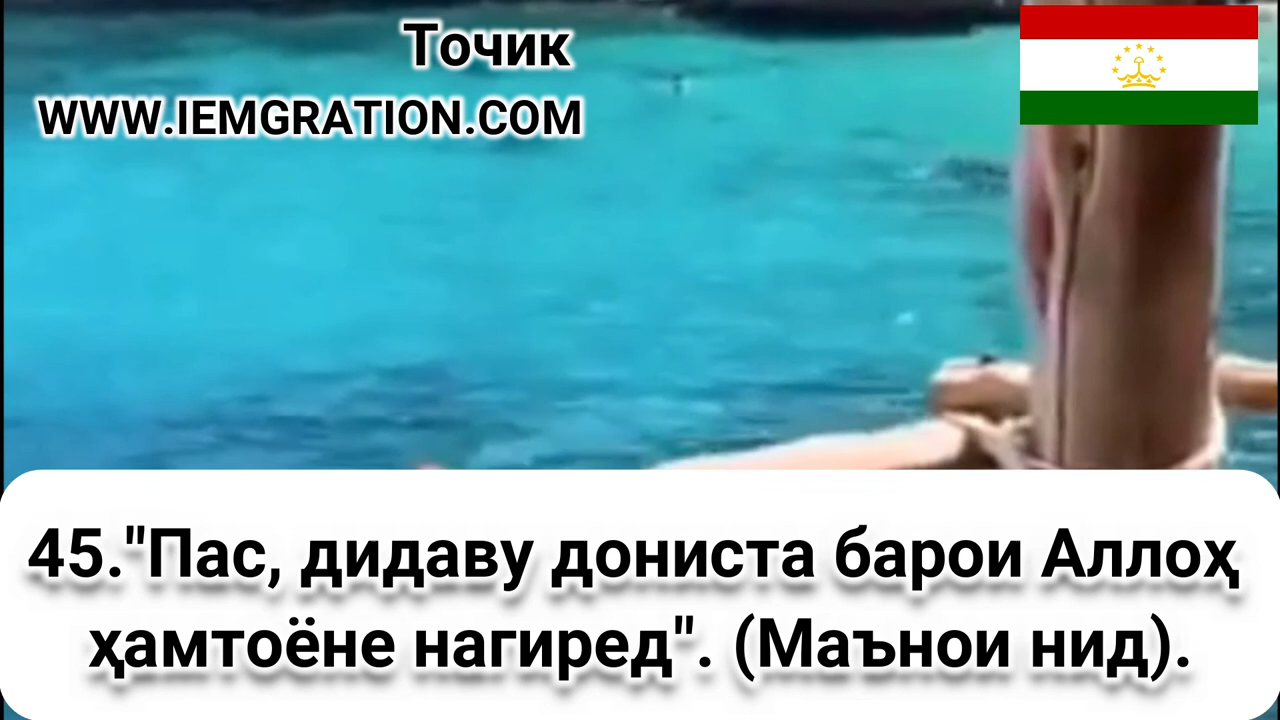 Точик
WWW.IEMGRATION.COM
45."Пас, дидаву дониста барои Аллоҳ
ҳамтоёне нагиред". (Маънои нид).